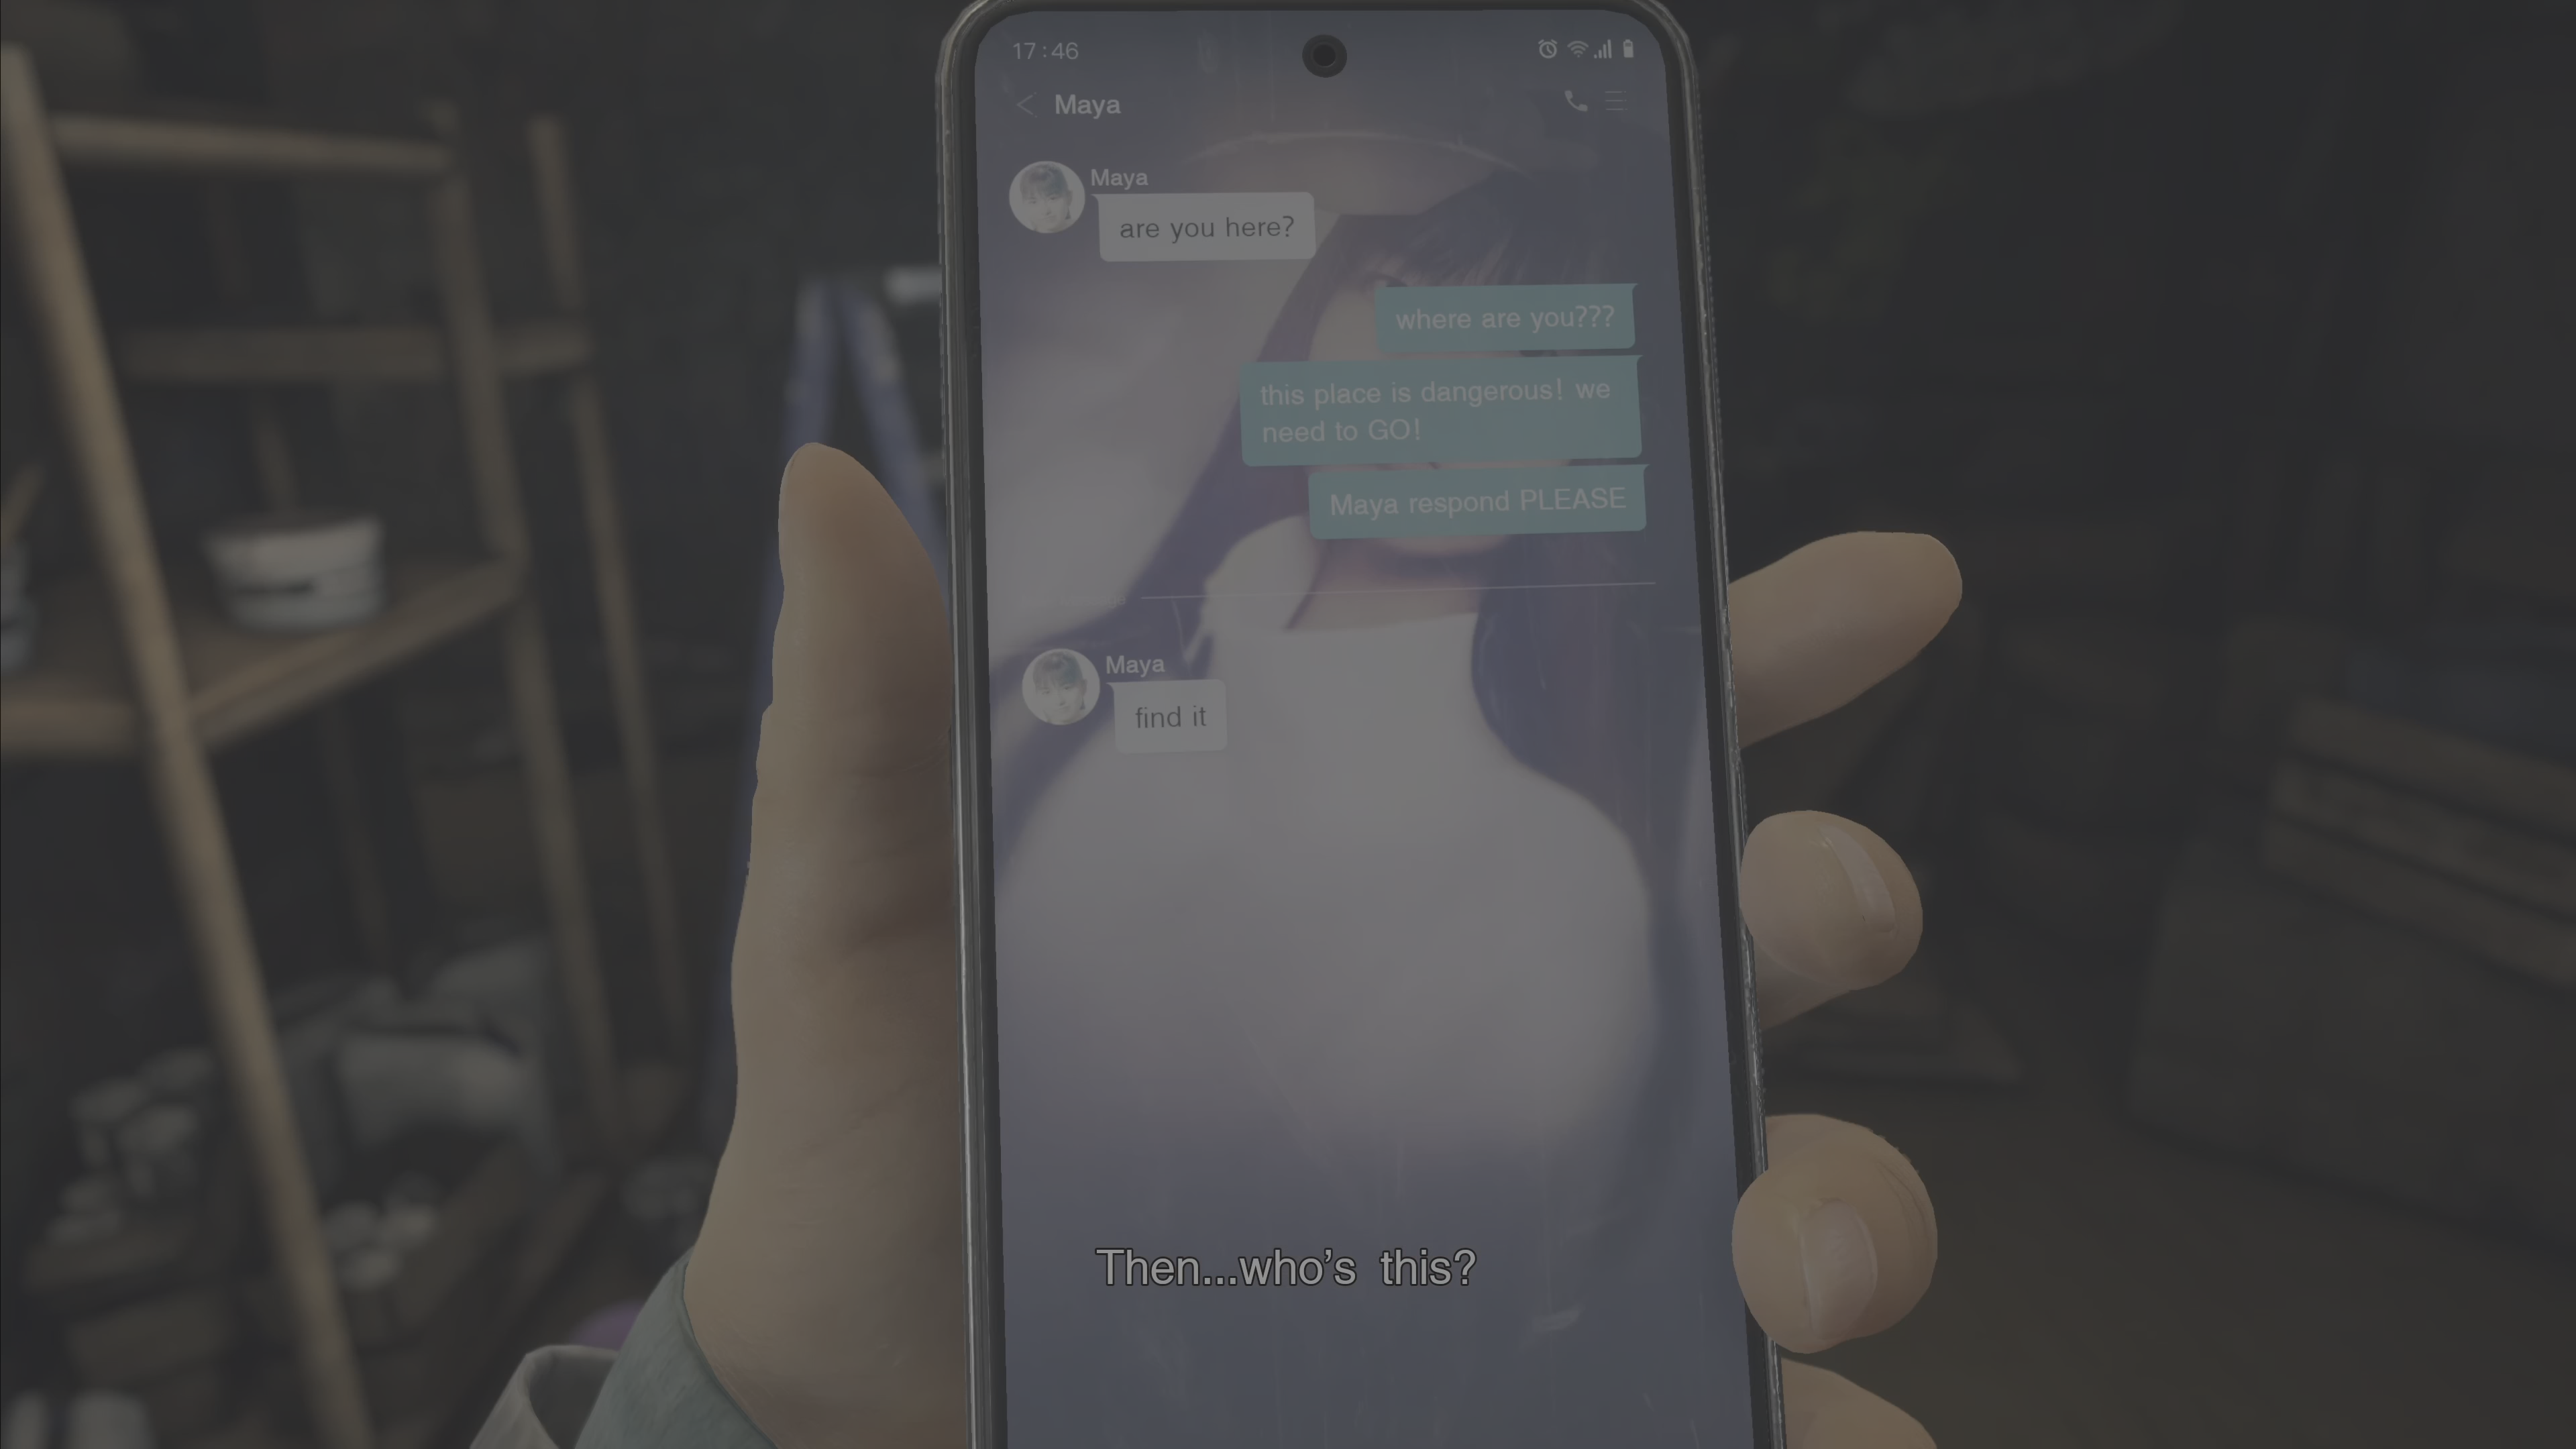 17:46
Maya
Maya
are you here?
where are you???
this place is dangerous! we
need to GO!
Maya respond PLEASE
Maya
find it
Then...who's this?